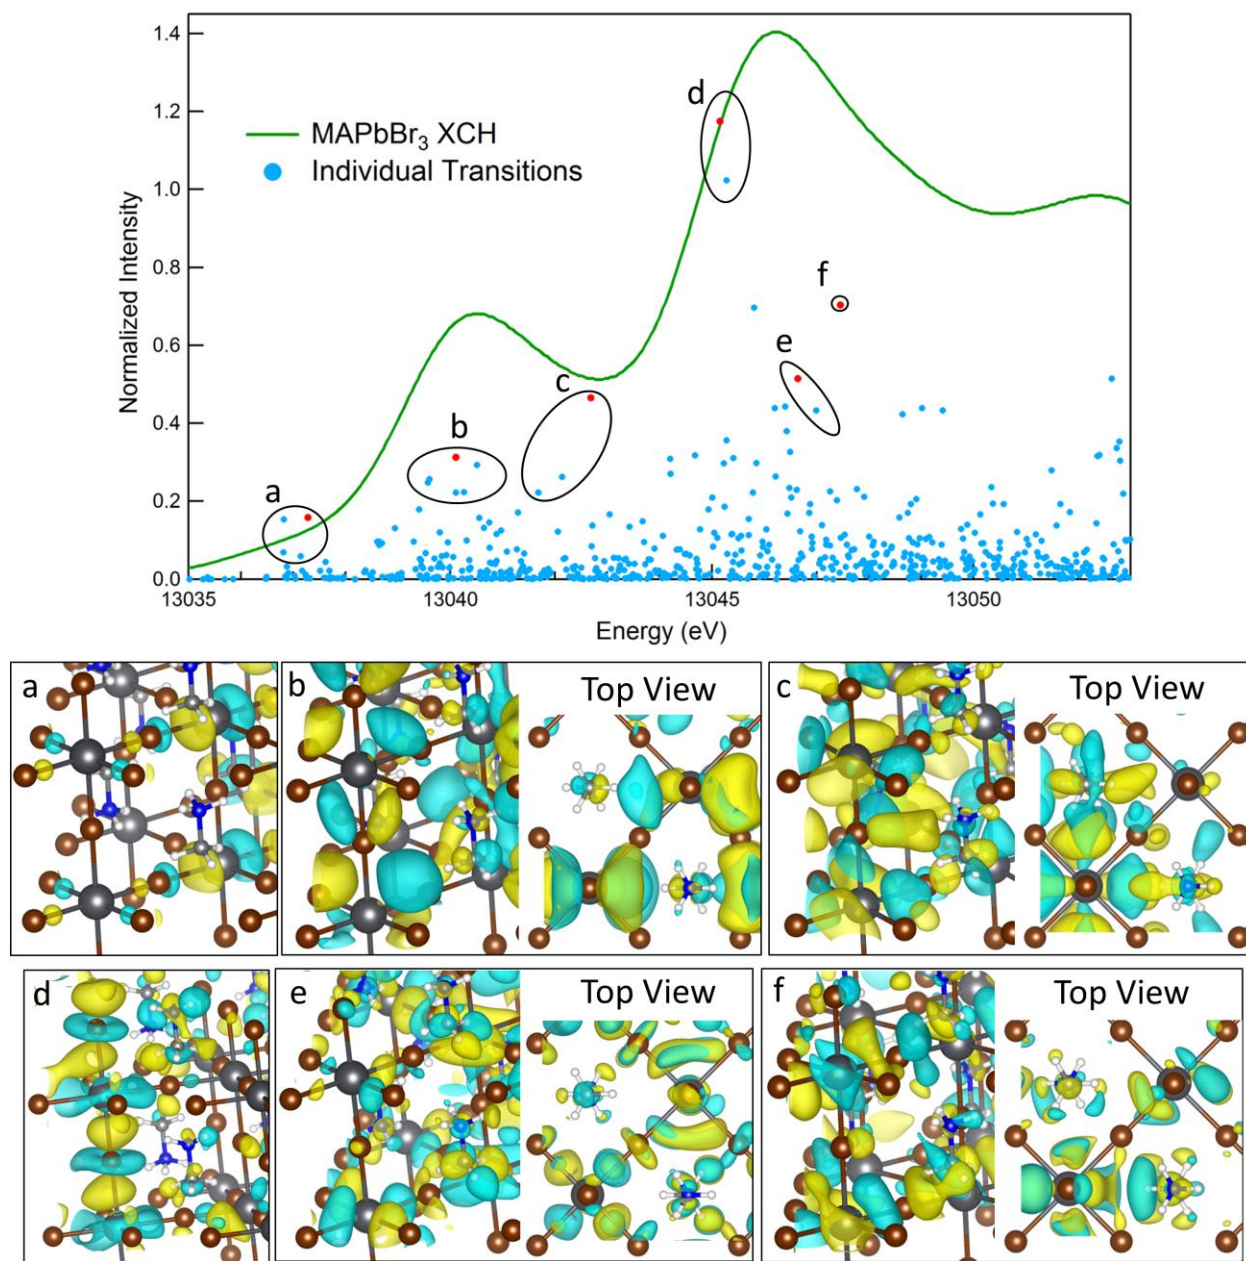 1.4
1.2
1.0
0.8
0.6
0.4
0.2
0.0
Normalized Intensity
MAPbBr₃ XCH
Individual Transitions
a
b
c
d
e
f
13035
13040
13045
13050
Energy (eV)
a
b
Top View
c
Top View
d
e
Top View
f
Top View